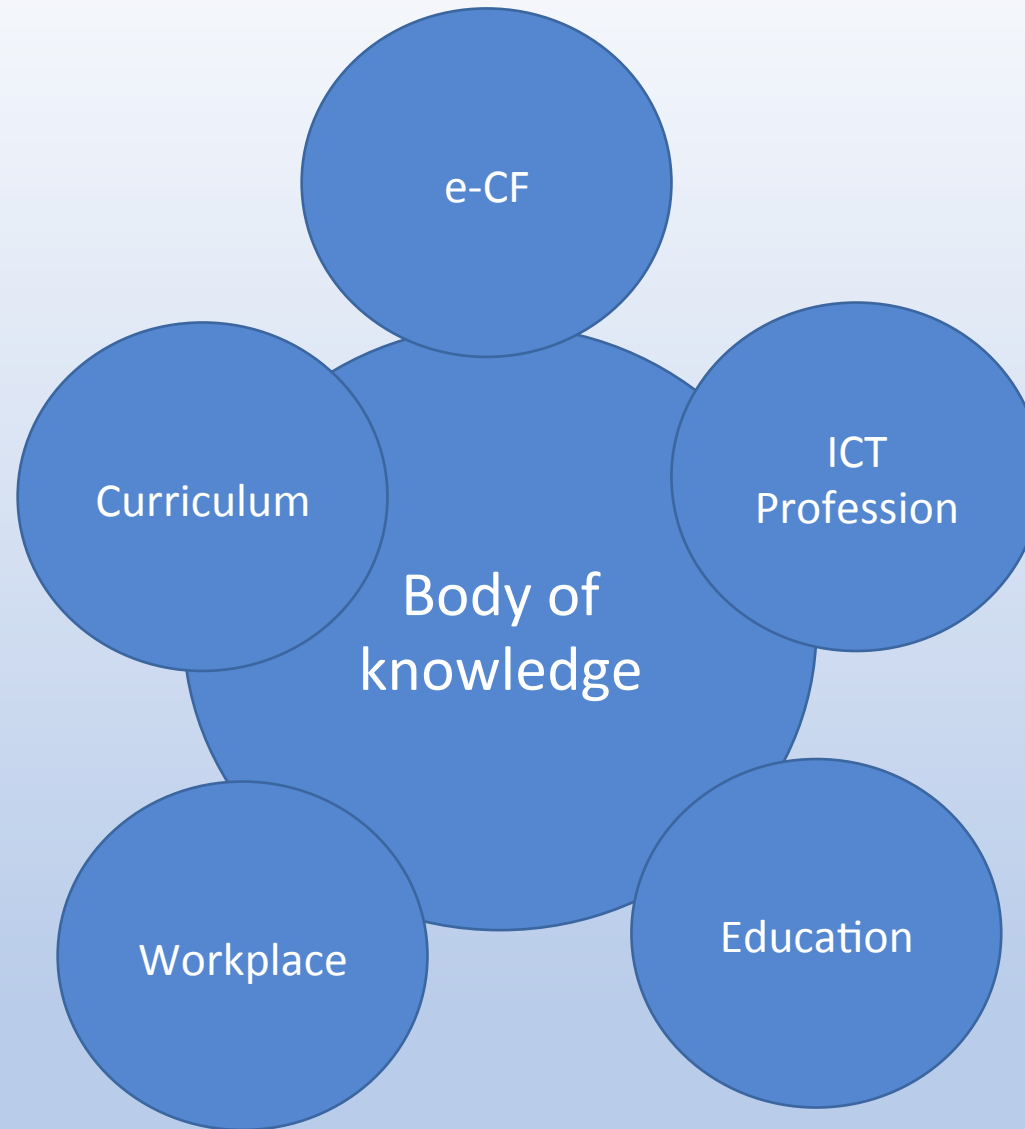 e-CF
ICT
Profession
Curriculum
Body of
knowledge
Education
Workplace